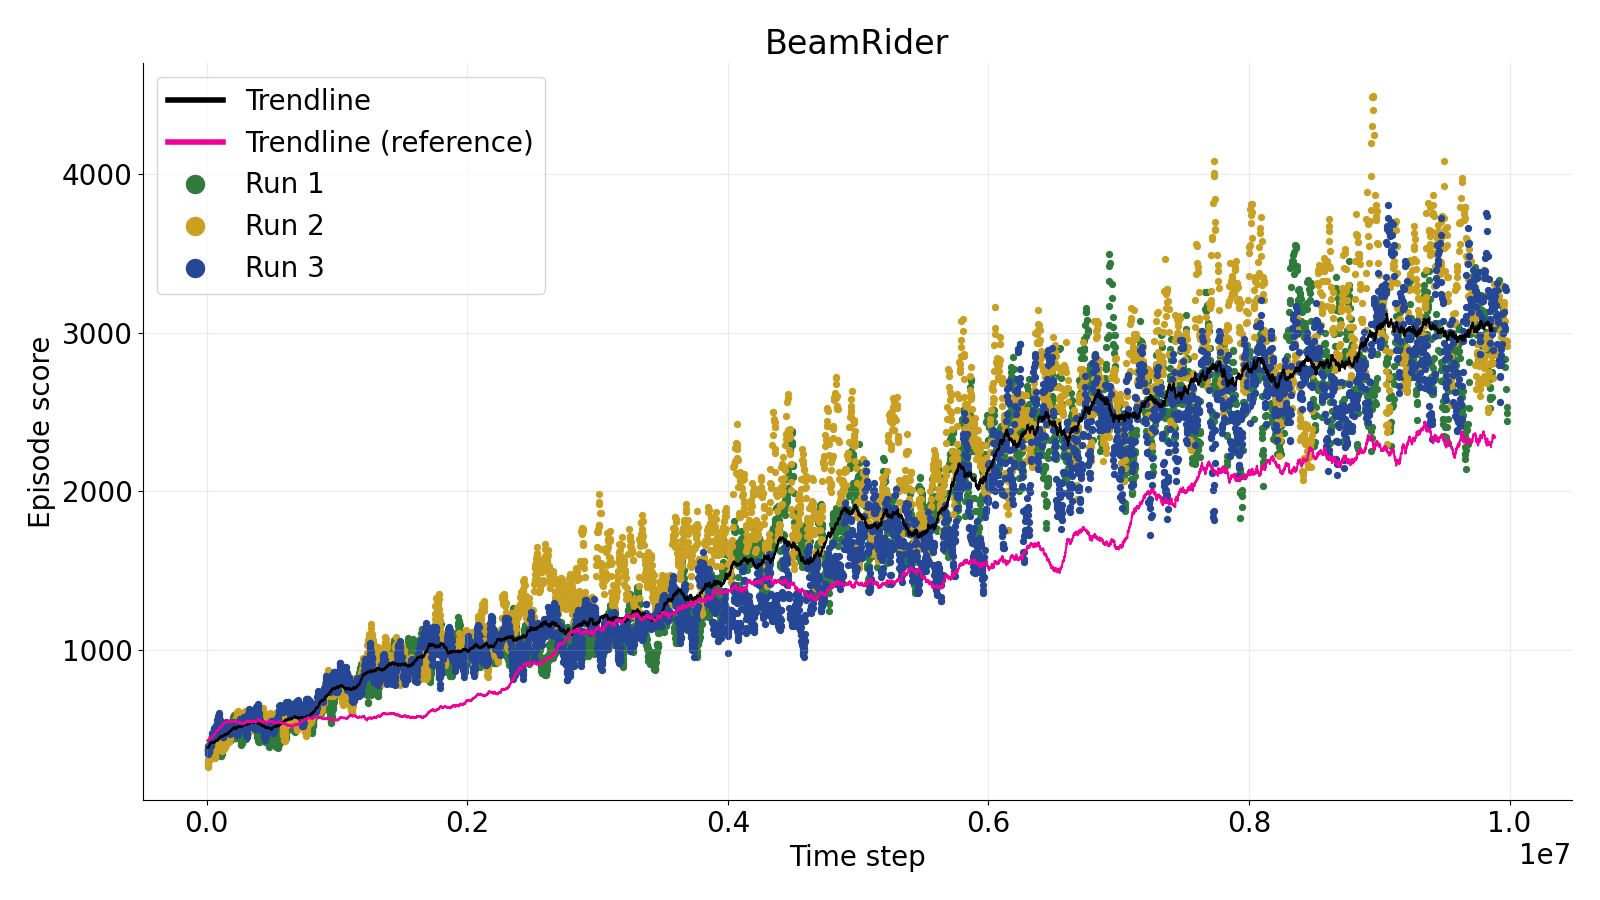 BeamRider
Trendline
Trendline (reference)
Run 1
Run 2
Run 3
4000
3000
2000
1000
Episode score
0.0 0.2 0.4 0.6 0.8 1.0
1e7
Time step